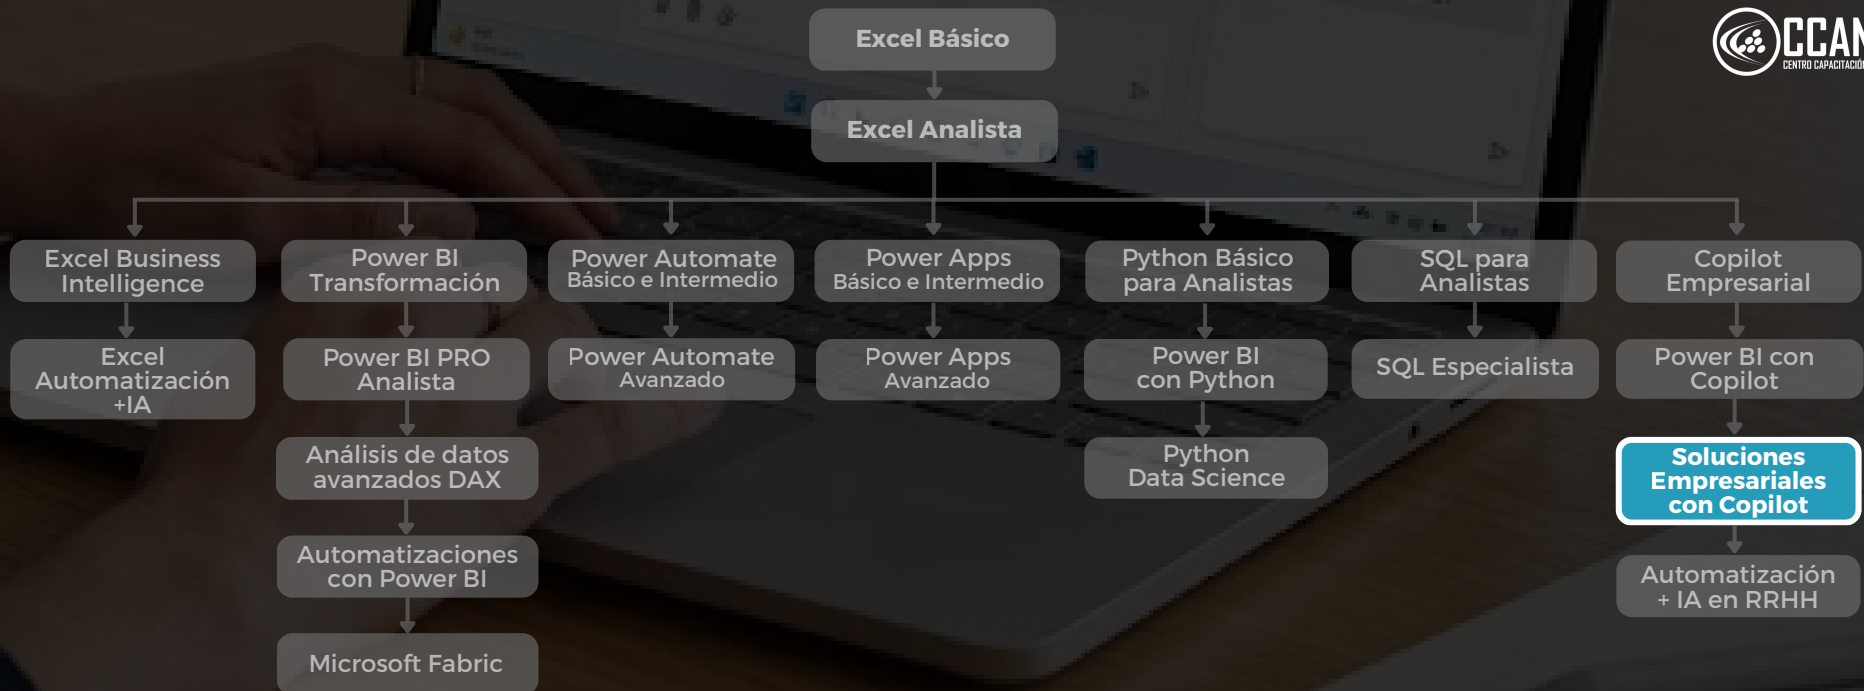 Excel Básico
CENTRO CAPACITACIÓN
Excel Analista
Excel Business
Intelligence
Power BI
Transformación
Power Automate
Básico e Intermedio
Power Apps
Básico e Intermedio
Python Básico
para Analistas
SQL para
Analistas
Copilot
Empresarial
Excel
Automatización
+IA
Power BI PRO
Analista
Power Automate
Avanzado
Power Apps
Avanzado
Power BI
con Python
SQL Especialista
Power BI con
Copilot
Análisis de datos
avanzados DAX
Python
Data Science
Soluciones
Empresariales
con Copilot
Automatizaciones
con Power BI
Automatización
+ IA en RRHH
Microsoft Fabric